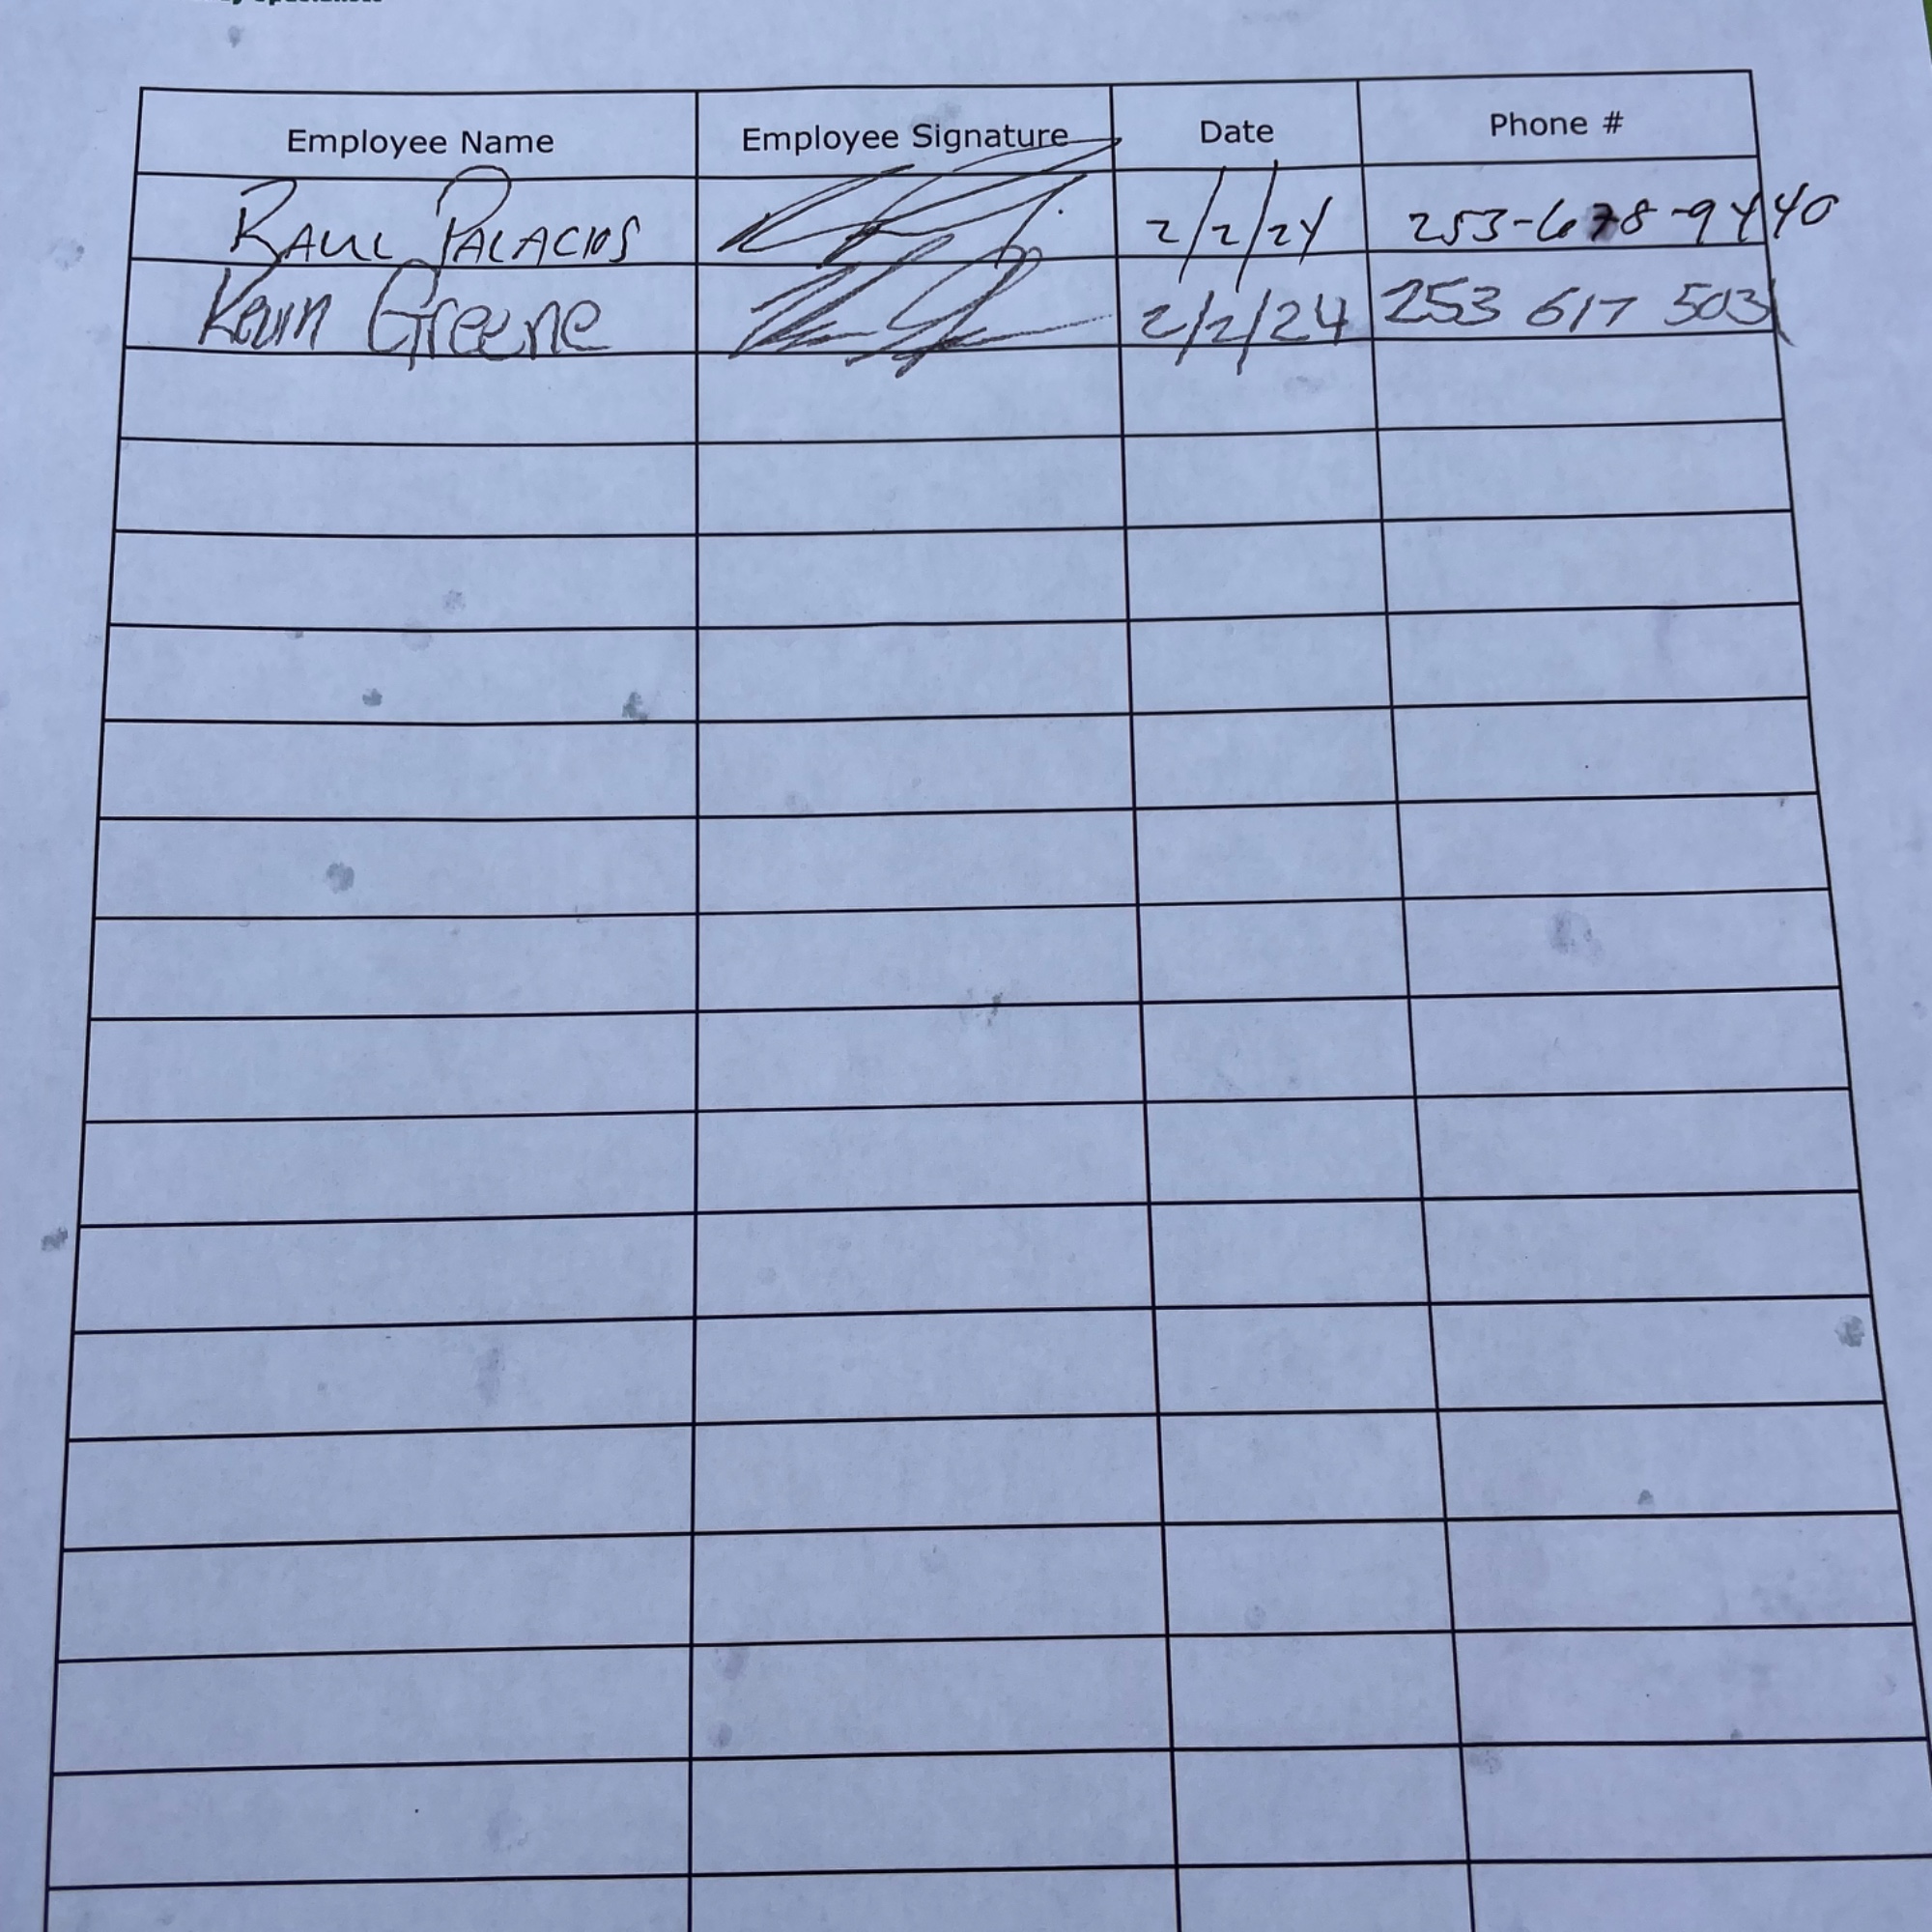 Employee Name Employee Signature Date Phone #
RAUL PALACIOS 2/2/24 253-678-9440
Kevin Greene 2/2/24 253 617 5031